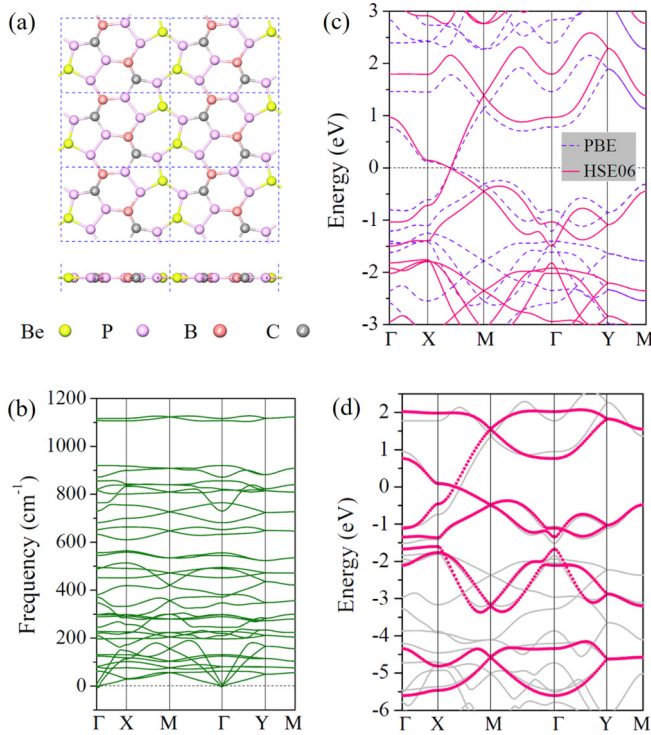 (a)
Be P B C
(b)
1200
1000
800
600
400
200
0
Frequency (cm⁻¹)
Γ X M Γ Y M
(c)
3
2
1
0
-1
-2
-3
Energy (eV)
PBE
HSE06
Γ X M Γ Y M
(d)
2
1
0
-1
-2
-3
-4
-5
-6
Energy (eV)
Γ X M Γ Y M